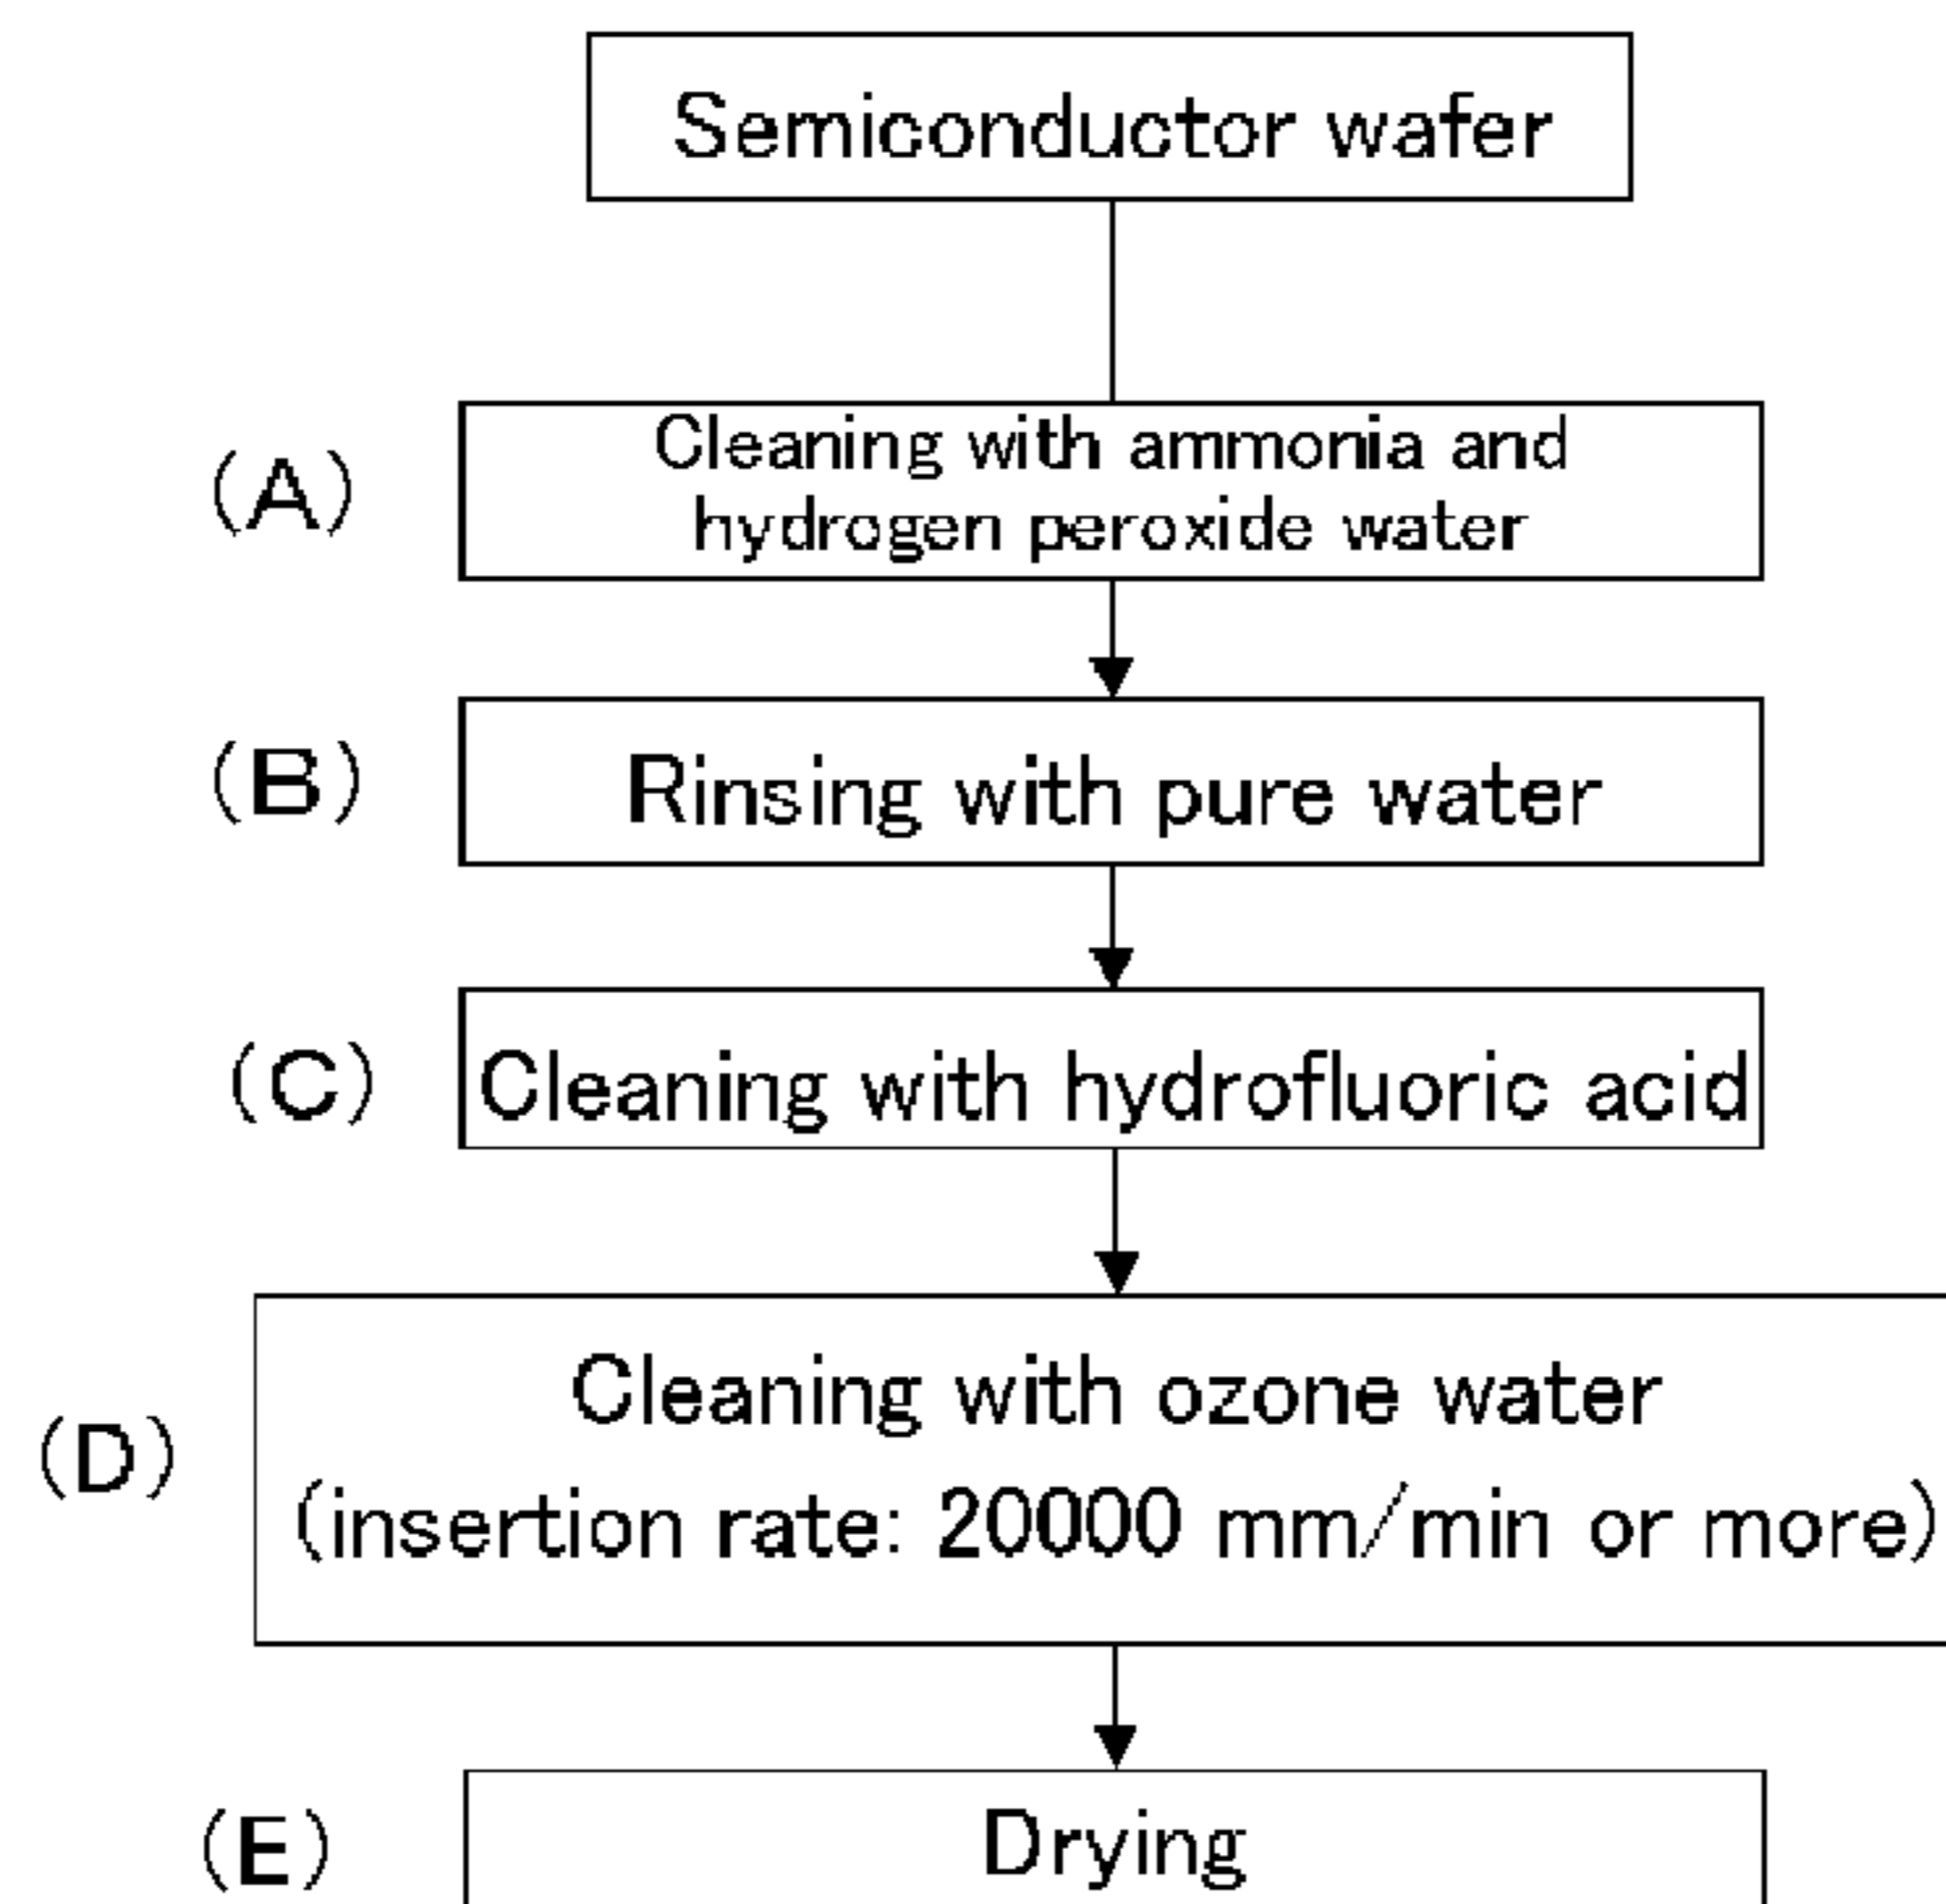 Semiconductor wafer
(A)
Cleaning with ammonia and
hydrogen peroxide water
(B)
Rinsing with pure water
(C)
Cleaning with hydrofluoric acid
(D)
Cleaning with ozone water
(insertion rate: 20000 mm/min or more)
(E)
Drying